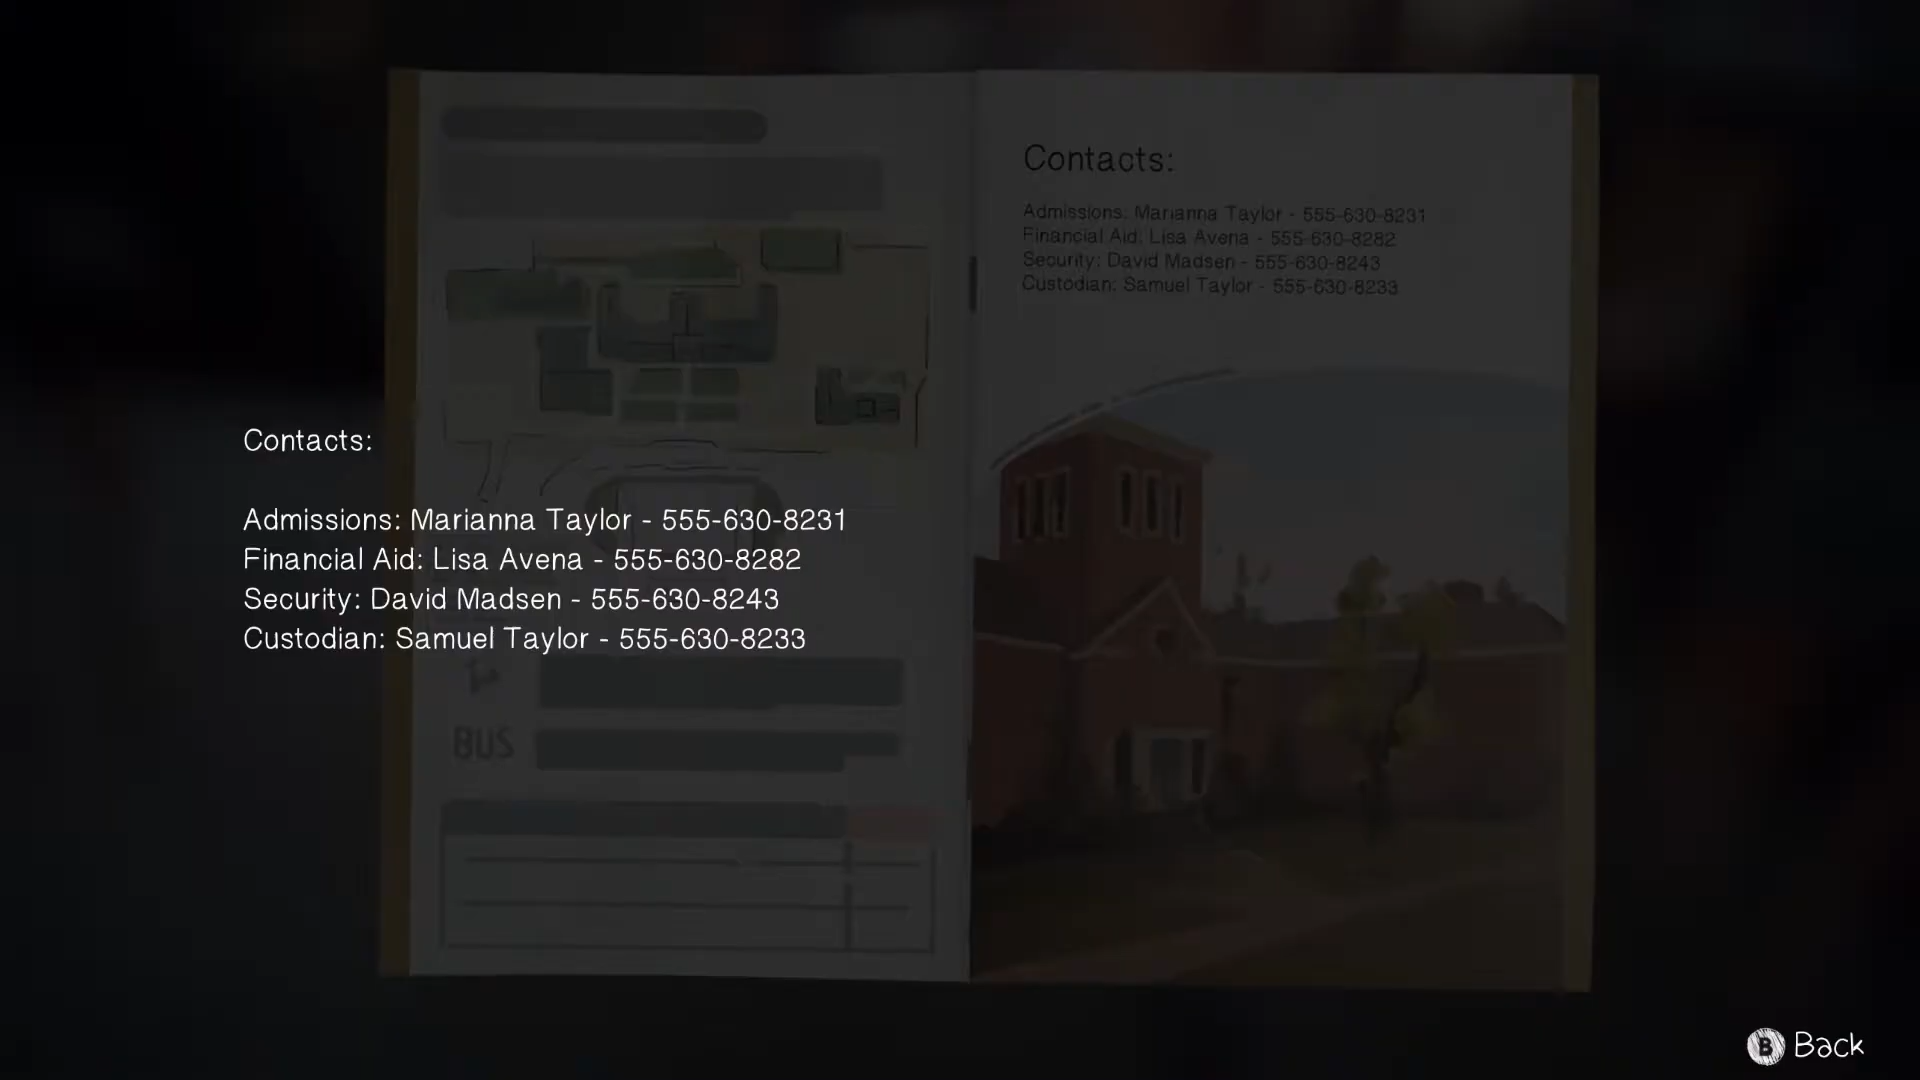 Contacts:
Admissions: Marianna Taylor - 555-630-8231
Financial Aid: Lisa Avena - 555-630-8282
Security: David Madsen - 555-630-8243
Custodian: Samuel Taylor - 555-630-8233
Contacts:
Admissions: Marianna Taylor - 555-630-8231
Financial Aid: Lisa Avena - 555-630-8282
Security: David Madsen - 555-630-8243
Custodian: Samuel Taylor - 555-630-8233
BUS
B Back